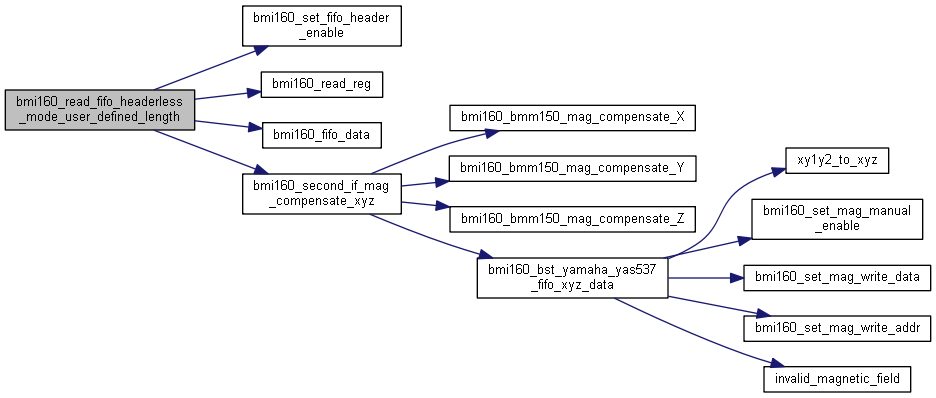 bmi160_read_fifo_headerless
_mode_user_defined_length
bmi160_set_fifo_header
_enable
bmi160_read_reg
bmi160_fifo_data
bmi160_second_if_mag
_compensate_xyz
bmi160_bmm150_mag_compensate_X
bmi160_bmm150_mag_compensate_Y
bmi160_bmm150_mag_compensate_Z
bmi160_bst_yamaha_yas537
_fifo_xyz_data
xy1y2_to_xyz
bmi160_set_mag_manual
_enable
bmi160_set_mag_write_data
bmi160_set_mag_write_addr
invalid_magnetic_field